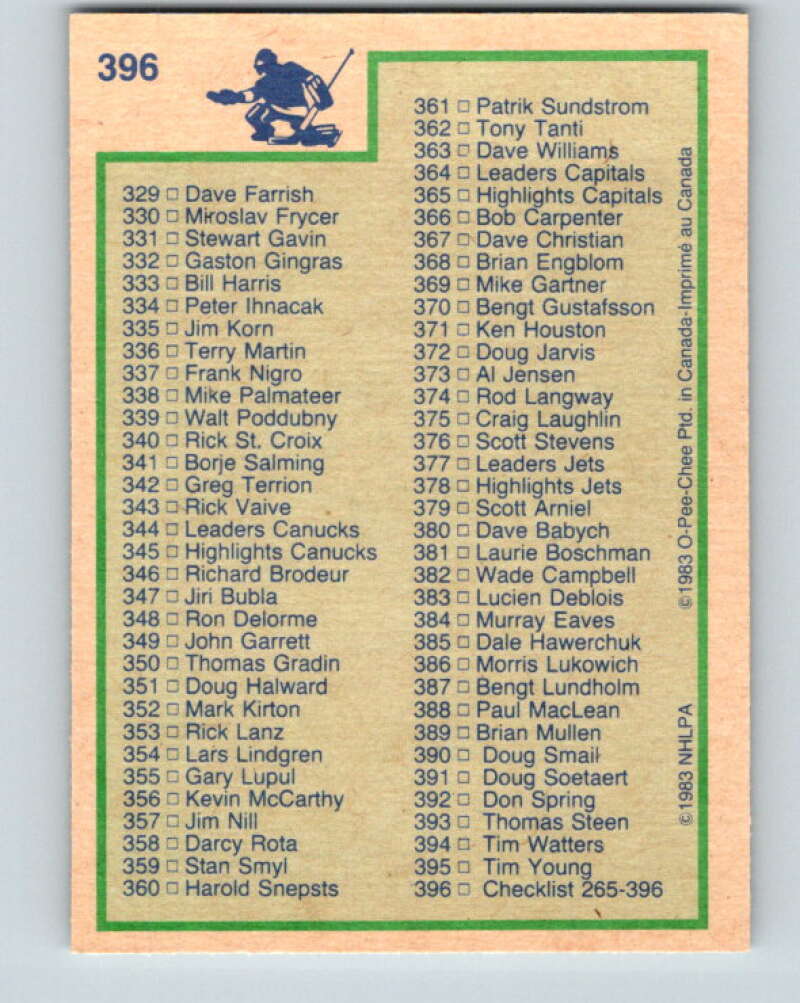 396
329 □ Dave Farrish
330 □ Miroslav Frycer
331 □ Stewart Gavin
332 □ Gaston Gingras
333 □ Bill Harris
334 □ Peter Ihnacak
335 □ Jim Korn
336 □ Terry Martin
337 □ Frank Nigro
338 □ Mike Palmateer
339 □ Walt Poddubny
340 □ Rick St. Croix
341 □ Borje Salming
342 □ Greg Terrion
343 □ Rick Vaive
344 □ Leaders Canucks
345 □ Highlights Canucks
346 □ Richard Brodeur
347 □ Jiri Bubla
348 □ Ron Delorme
349 □ John Garrett
350 □ Thomas Gradin
351 □ Doug Halward
352 □ Mark Kirton
353 □ Rick Lanz
354 □ Lars Lindgren
355 □ Gary Lupul
356 □ Kevin McCarthy
357 □ Jim Nill
358 □ Darcy Rota
359 □ Stan Smyl
360 □ Harold Snepsts
361 □ Patrik Sundstrom
362 □ Tony Tanti
363 □ Dave Williams
364 □ Leaders Capitals
365 □ Highlights Capitals
366 □ Bob Carpenter
367 □ Dave Christian
368 □ Brian Engblom
369 □ Mike Gartner
370 □ Bengt Gustafsson
371 □ Ken Houston
372 □ Doug Jarvis
373 □ Al Jensen
374 □ Rod Langway
375 □ Craig Laughlin
376 □ Scott Stevens
377 □ Leaders Jets
378 □ Highlights Jets
379 □ Scott Arniel
380 □ Dave Babych
381 □ Laurie Boschman
382 □ Wade Campbell
383 □ Lucien Deblois
384 □ Murray Eaves
385 □ Dale Hawerchuk
386 □ Morris Lukowich
387 □ Bengt Lundholm
388 □ Paul MacLean
389 □ Brian Mullen
390 □ Doug Smail
391 □ Doug Soetaert
392 □ Don Spring
393 □ Thomas Steen
394 □ Tim Watters
395 □ Tim Young
396 □ Checklist 265-396
©1983 NHLPA ©1983 O-Pee-Chee Ptd. in Canada-Imprimé au Canada